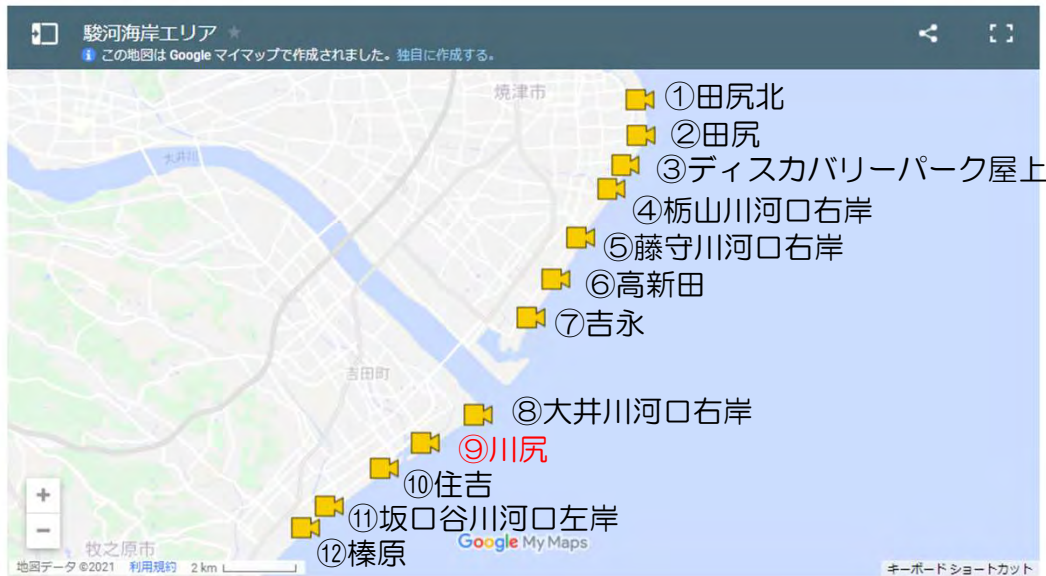 駿河海岸エリア
この地図は Google マイマップで作成されました。独自に作成する。
焼津市
①田尻北
②田尻
大井川
③ディスカバリーパーク屋上
④栃山川河口右岸
⑤藤守川河口右岸
⑥高新田
⑦吉永
吉田町
⑧大井川河口右岸
⑨川尻
⑩住吉
⑪坂口谷川河口左岸
⑫榛原
牧之原市
Google My Maps
地図データ ©2021 利用規約 2 km
キーボード ショートカット